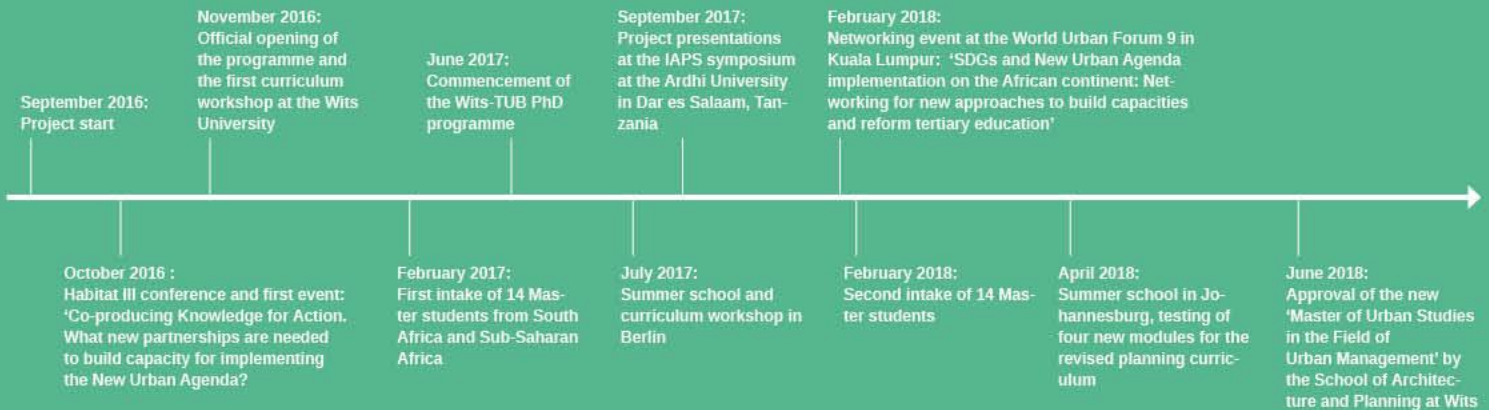 September 2016:
Project start
November 2016:
Official opening of
the programme and
the first curriculum
workshop at the Wits
University
June 2017:
Commencement of
the Wits-TUB PhD
programme
September 2017:
Project presentations
at the IAPS symposium
at the Ardhi University
in Dar es Salaam, Tan-
zania
February 2018:
Networking event at the World Urban Forum 9 in
Kuala Lumpur: ‘SDGs and New Urban Agenda
implementation on the African continent: Net-
working for new approaches to build capacities
and reform tertiary education’
October 2016 :
Habitat III conference and first event:
‘Co-producing Knowledge for Action.
What new partnerships are needed
to build capacity for implementing
the New Urban Agenda?
February 2017:
First intake of 14 Mas-
ter students from South
Africa and Sub-Saharan
Africa
July 2017:
Summer school and
curriculum workshop in
Berlin
February 2018:
Second intake of 14 Mas-
ter students
April 2018:
Summer school in Jo-
hannesburg, testing of
four new modules for the
revised planning curric-
ulum
June 2018:
Approval of the new
‘Master of Urban Studies
in the Field of
Urban Management’ by
the School of Architec-
ture and Planning at Wits